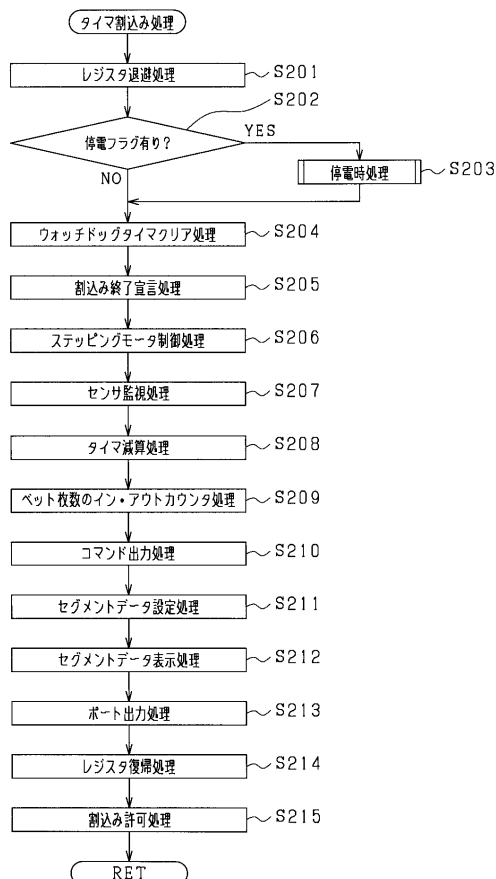 タイマ割込み処理
レジスタ退避処理 S201
S202
停電フラグ有り?
YES
NO
停電時処理 S203
ウォッチドッグタイマクリア処理 S204
割込み終了宣言処理 S205
ステッピングモータ制御処理 S206
センサ監視処理 S207
タイマ減算処理 S208
ベット枚数のイン・アウトカウンタ処理 S209
コマンド出力処理 S210
セグメントデータ設定処理 S211
セグメントデータ表示処理 S212
ポート出力処理 S213
レジスタ復帰処理 S214
割込み許可処理 S215
RET